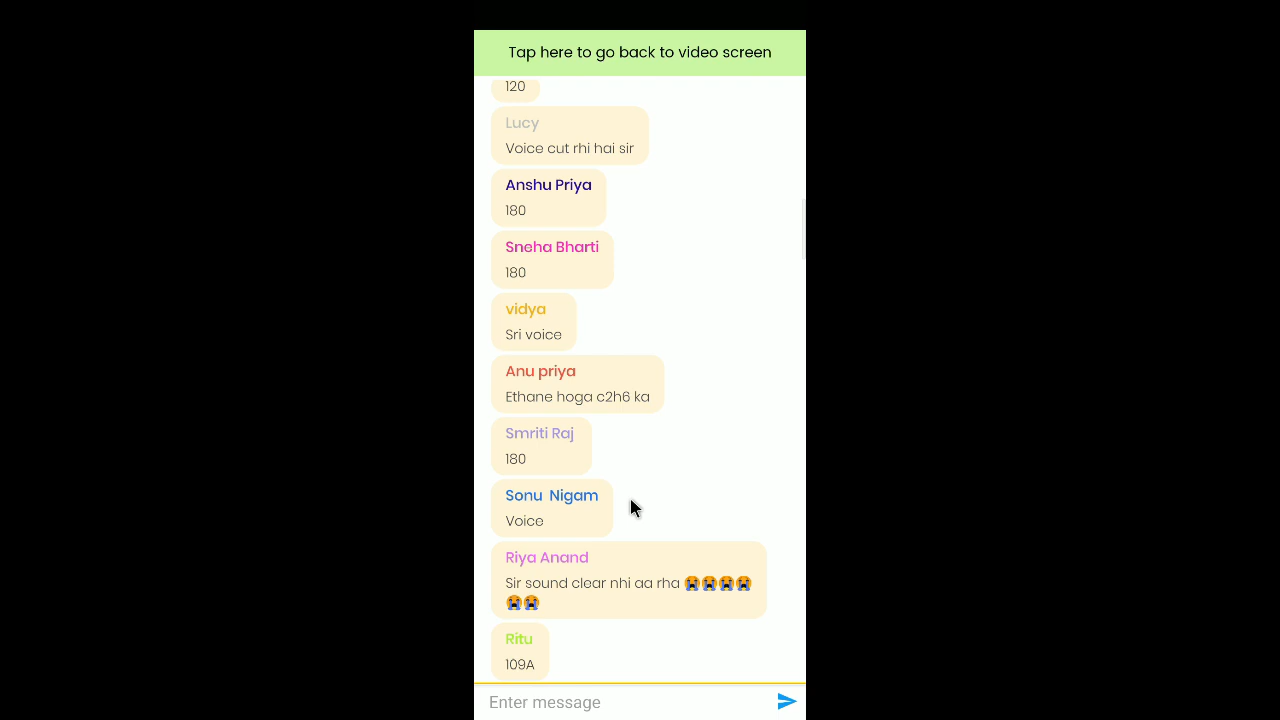 Tap here to go back to video screen
120
Lucy
Voice cut rhi hai sir
Anshu Priya
180
Sneha Bharti
180
vidya
Sri voice
Anu priya
Ethane hoga c2h6 ka
Smriti Raj
180
Sonu  Nigam
Voice
Riya Anand
Sir sound clear nhi aa rha 😭😭😭😭
😭😭
Ritu
109A
Enter message